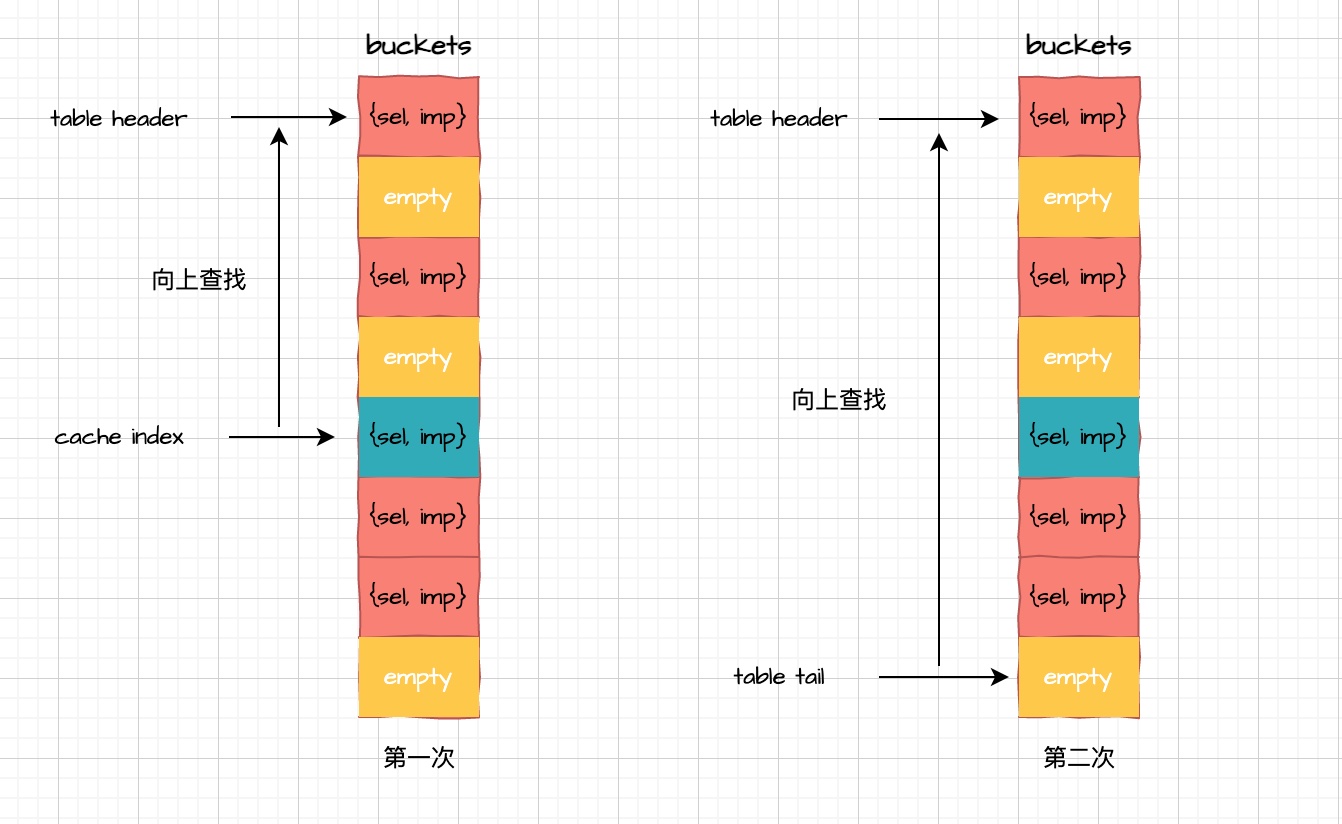 buckets
table header
{sel, imp}
empty
{sel, imp}
向上查找
empty
cache index
{sel, imp}
{sel, imp}
{sel, imp}
empty
第一次
buckets
table header
{sel, imp}
empty
{sel, imp}
empty
向上查找
{sel, imp}
{sel, imp}
{sel, imp}
table tail
empty
第二次